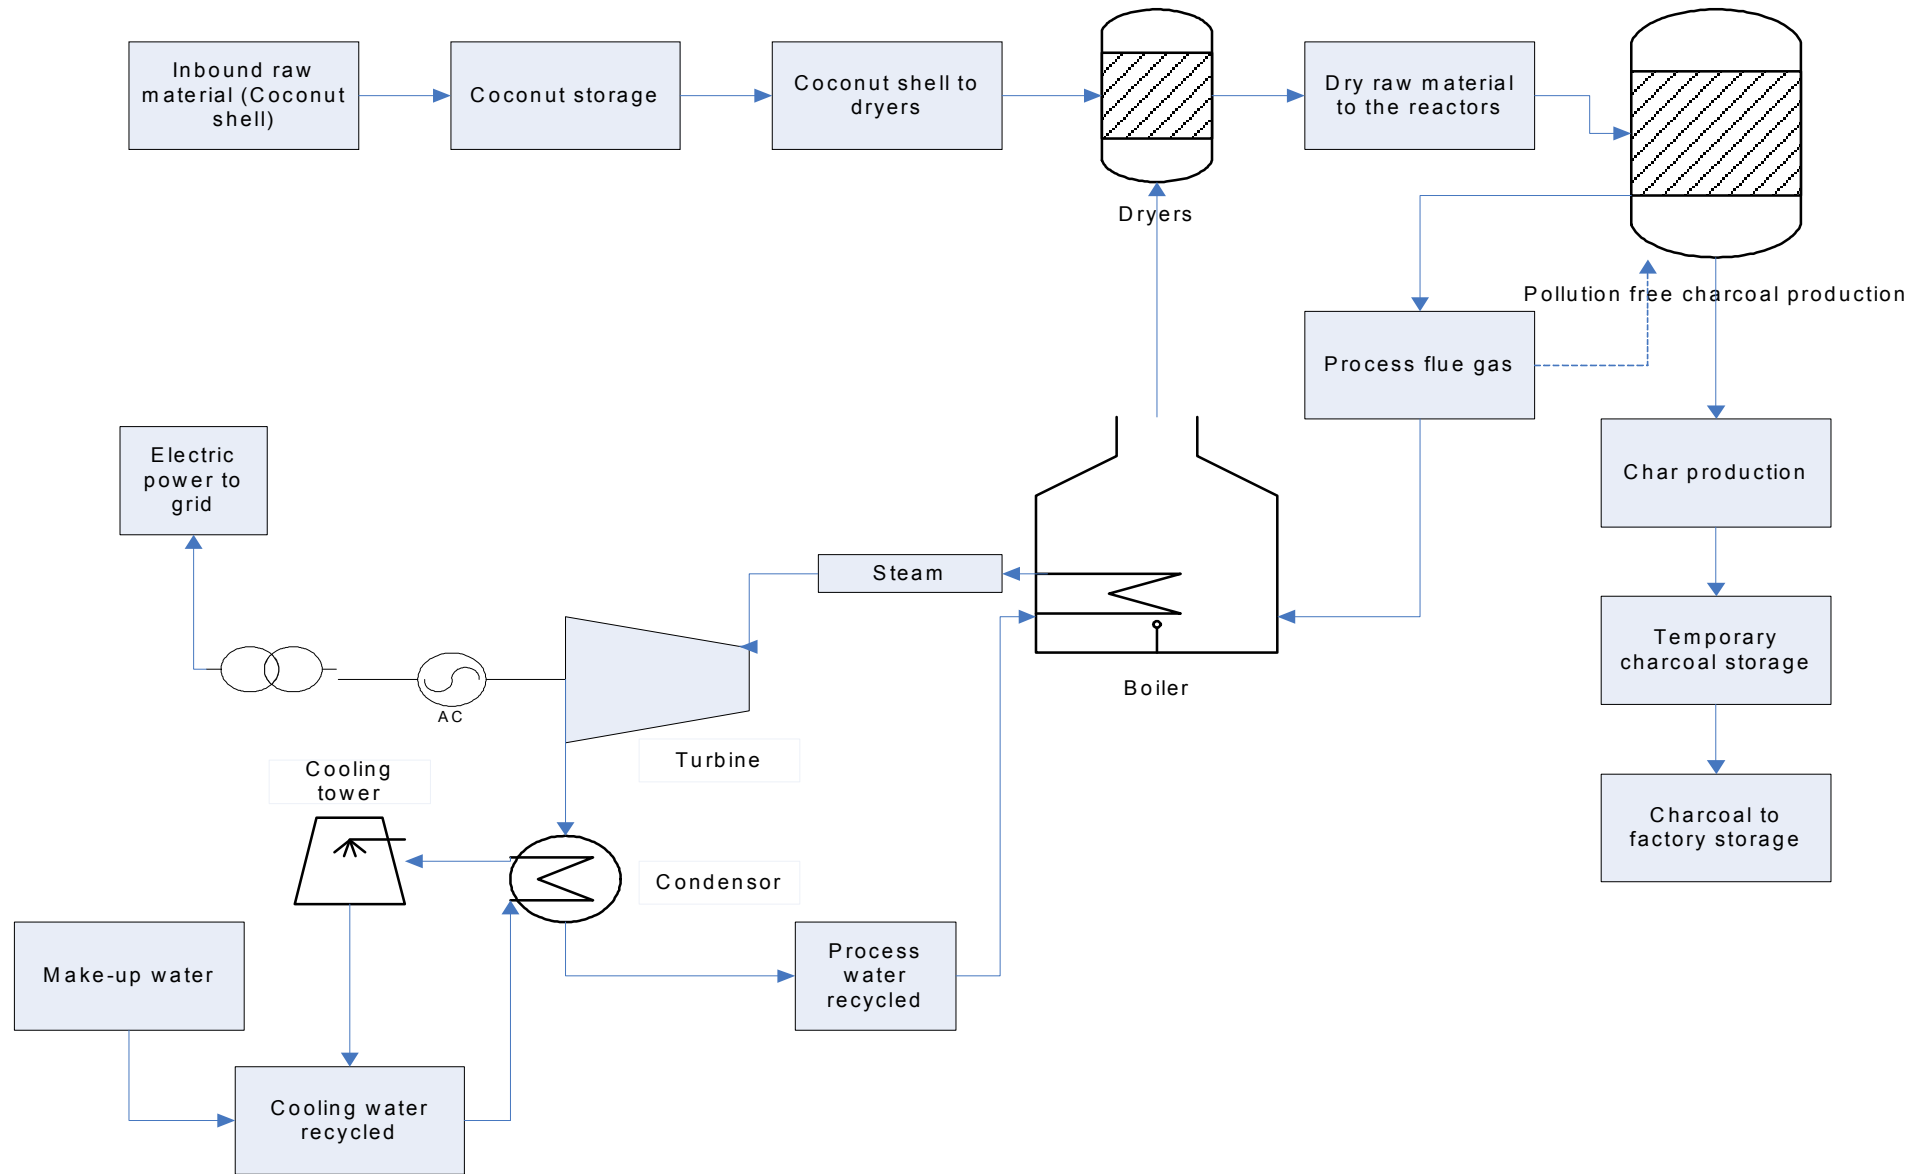 Inbound raw
material (Coconut
shell)
Coconut storage
Coconut shell to
dryers
Dry raw material
to the reactors
Dryers
Pollution free charcoal production
Process flue gas
Char production
Electric
power to
grid
Steam
Temporary
charcoal storage
Boiler
AC
Turbine
Cooling
tower
Charcoal to
factory storage
Condensor
Process
water
recycled
Make-up water
Cooling water
recycled